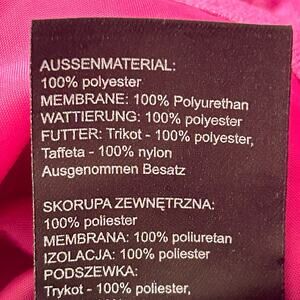 AUSSENMATERIAL:
100% polyester
MEMBRANE: 100% Polyurethan
WATTIERUNG: 100% polyester
FUTTER: Trikot - 100% polyester,
Taffeta - 100% nylon
Ausgenommen Besatz
SKORUPA ZEWNĘTRZNA:
100% poliester
MEMBRANA: 100% poliuretan
IZOLACJA: 100% poliester
PODSZEWKA:
Trykot - 100% poliester,